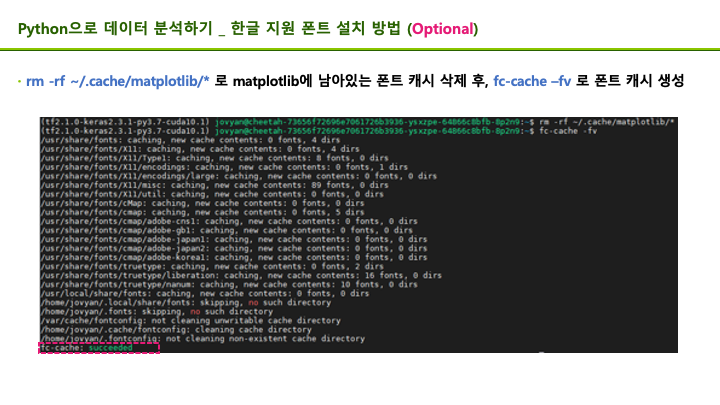 Python으로 데이터 분석하기 _ 한글 지원 폰트 설치 방법 (Optional)
· rm -rf ~/.cache/matplotlib/* 로 matplotlib에 남아있는 폰트 캐시 삭제 후, fc-cache –fv 로 폰트 캐시 생성
(tf2.1.0-keras2.3.1-py3.7-cuda10.1) jovyan@cheetah-73656f72696e7061726b3936-ysxzpe-64866c8bfb-8p2n9:~$ rm -rf ~/.cache/matplotlib/*
(tf2.1.0-keras2.3.1-py3.7-cuda10.1) jovyan@cheetah-73656f72696e7061726b3936-ysxzpe-64866c8bfb-8p2n9:~$ fc-cache -fv
/usr/share/fonts: caching, new cache contents: 0 fonts, 4 dirs
/usr/share/fonts/X11: caching, new cache contents: 0 fonts, 4 dirs
/usr/share/fonts/X11/Type1: caching, new cache contents: 8 fonts, 0 dirs
/usr/share/fonts/X11/encodings: caching, new cache contents: 0 fonts, 1 dirs
/usr/share/fonts/X11/encodings/large: caching, new cache contents: 0 fonts, 0 dirs
/usr/share/fonts/X11/misc: caching, new cache contents: 89 fonts, 0 dirs
/usr/share/fonts/X11/util: caching, new cache contents: 0 fonts, 0 dirs
/usr/share/fonts/cMap: caching, new cache contents: 0 fonts, 0 dirs
/usr/share/fonts/cmap: caching, new cache contents: 0 fonts, 5 dirs
/usr/share/fonts/cmap/adobe-cns1: caching, new cache contents: 0 fonts, 0 dirs
/usr/share/fonts/cmap/adobe-gb1: caching, new cache contents: 0 fonts, 0 dirs
/usr/share/fonts/cmap/adobe-japan1: caching, new cache contents: 0 fonts, 0 dirs
/usr/share/fonts/cmap/adobe-japan2: caching, new cache contents: 0 fonts, 0 dirs
/usr/share/fonts/cmap/adobe-korea1: caching, new cache contents: 0 fonts, 0 dirs
/usr/share/fonts/truetype: caching, new cache contents: 0 fonts, 2 dirs
/usr/share/fonts/truetype/liberation: caching, new cache contents: 16 fonts, 0 dirs
/usr/share/fonts/truetype/nanum: caching, new cache contents: 10 fonts, 0 dirs
/usr/local/share/fonts: caching, new cache contents: 0 fonts, 0 dirs
/home/jovyan/.local/share/fonts: skipping, no such directory
/home/jovyan/.fonts: skipping, no such directory
/var/cache/fontconfig: not cleaning unwritable cache directory
/home/jovyan/.cache/fontconfig: cleaning cache directory
/home/jovyan/.fontconfig: not cleaning non-existent cache directory
fc-cache: succeeded